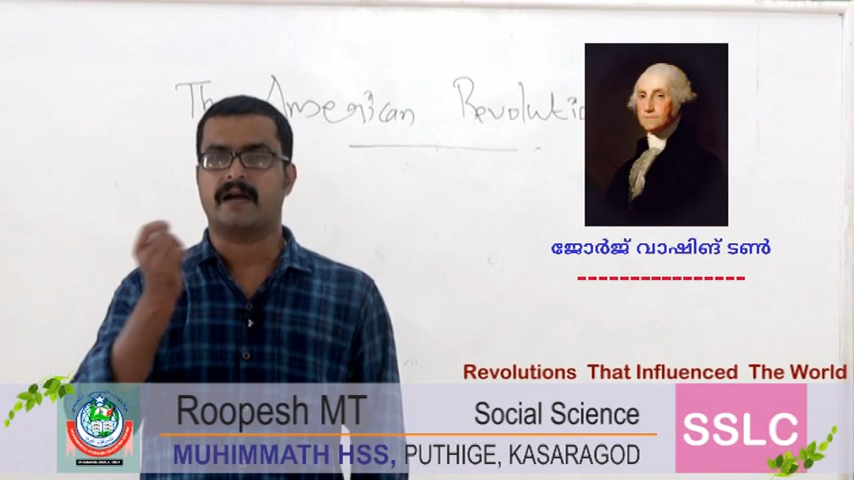 The American Revolutio
ജോർജ് വാഷിങ് ടൺ
Revolutions That Influenced The World
Roopesh MT
Social Science
SSLC
MUHIMMATH HSS, PUTHIGE, KASARAGOD